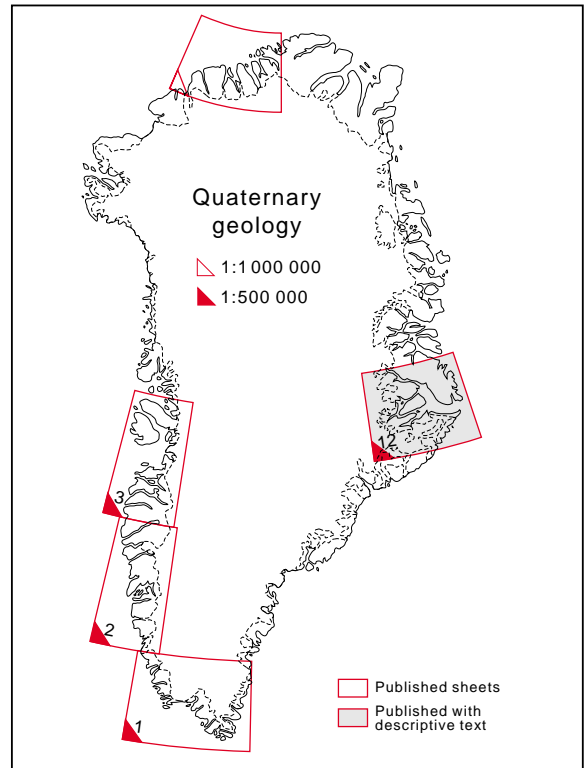 Quaternary
geology
1:1 000 000
1:500 000
12
3
2
1
Published sheets
Published with
descriptive text